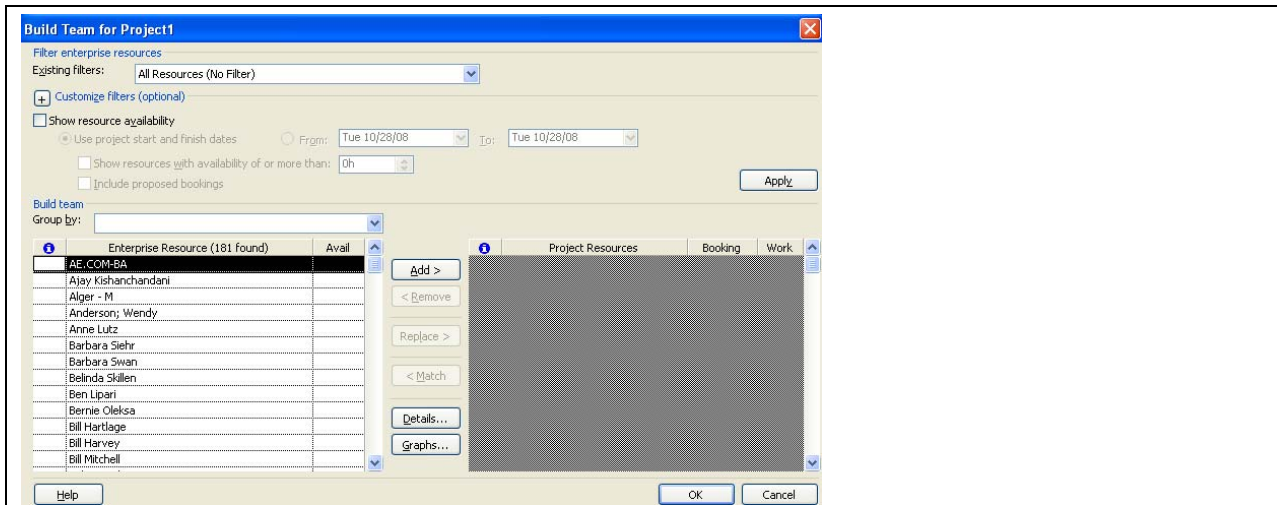 Build Team for Project1
Filter enterprise resources
Existing filters: All Resources (No Filter)
+ Customize filters (optional)
Show resource availability
Use project start and finish dates From: Tue 10/28/08 To: Tue 10/28/08
Show resources with availability of or more than: 0h
Include proposed bookings
Apply
Build team
Group by:
Enterprise Resource (181 found) Avail
AE.COM-BA
Ajay Kishanchandani
Alger - M
Anderson; Wendy
Anne Lutz
Barbara Siehr
Barbara Swan
Belinda Skillen
Ben Lipari
Bernie Oleksa
Bill Hartlage
Bill Harvey
Bill Mitchell
Add >
< Remove
Replace >
< Match
Details...
Graphs...
Project Resources Booking Work
Help
OK
Cancel